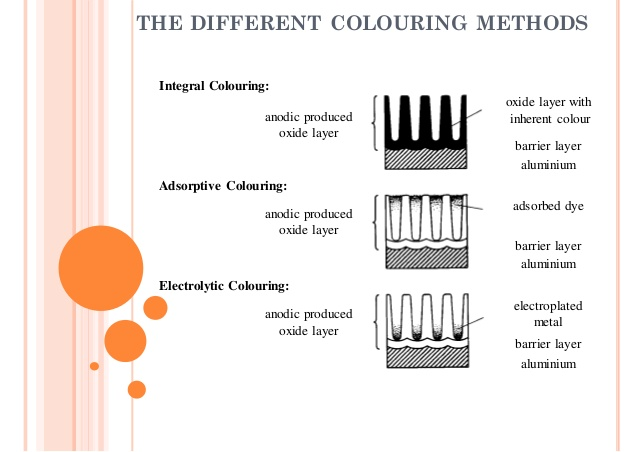 THE DIFFERENT COLOURING METHODS
Integral Colouring:
anodic produced
oxide layer
oxide layer with
inherent colour
barrier layer
aluminium
Adsorptive Colouring:
anodic produced
oxide layer
adsorbed dye
barrier layer
aluminium
Electrolytic Colouring:
anodic produced
oxide layer
electroplated
metal
barrier layer
aluminium